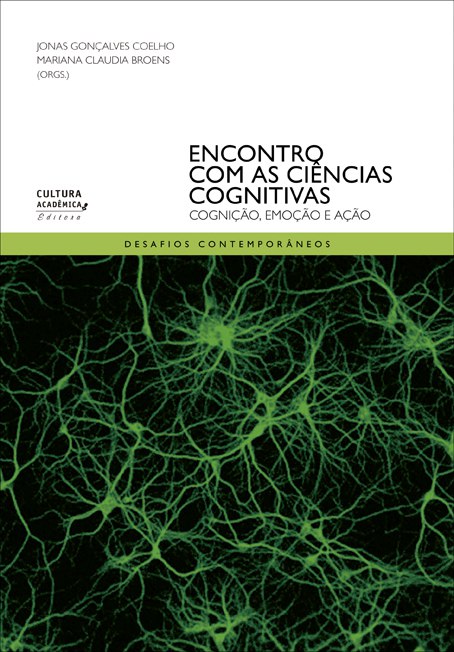 JONAS GONÇALVES COELHO
MARIANA CLAUDIA BROENS
(ORGS.)
ENCONTRO
COM AS CIÊNCIAS
COGNITIVAS
COGNIÇÃO, EMOÇÃO E AÇÃO
CULTURA
ACADÊMICA
Editora
DESAFIOS CONTEMPORÂNEOS